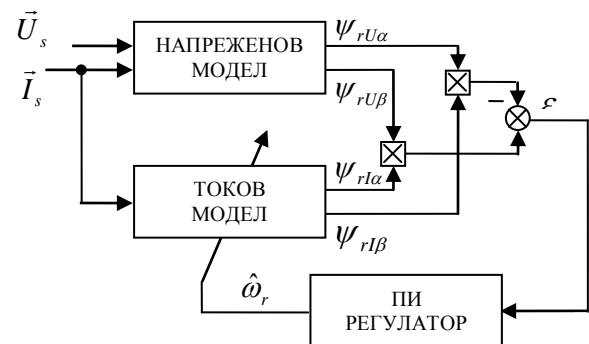 U⃗s
НАПРЕЖЕНОВ
МОДЕЛ
ψrUα
I⃗s
ψrUβ
−
ε
ТОКОВ
МОДЕЛ
ψrIα
ψrIβ
ω̂r
ПИ
РЕГУЛАТОР